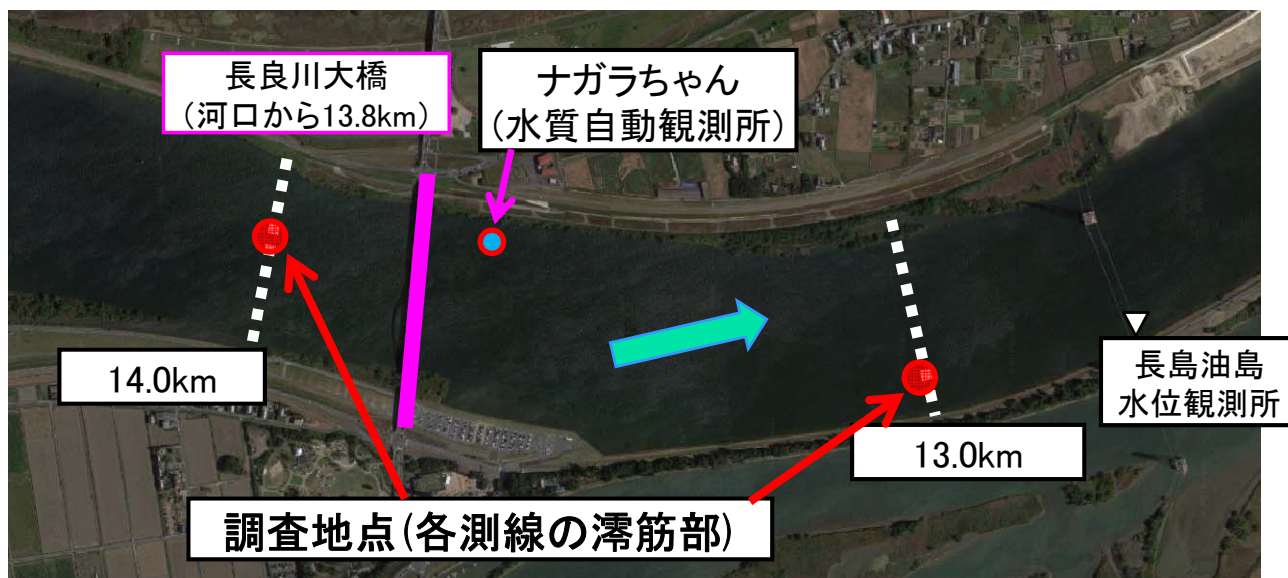 長良川大橋
（河口から13.8km）
ナガラちゃん
（水質自動観測所）
14.0km
長島油島
水位観測所
13.0km
調査地点(各測線の澪筋部)